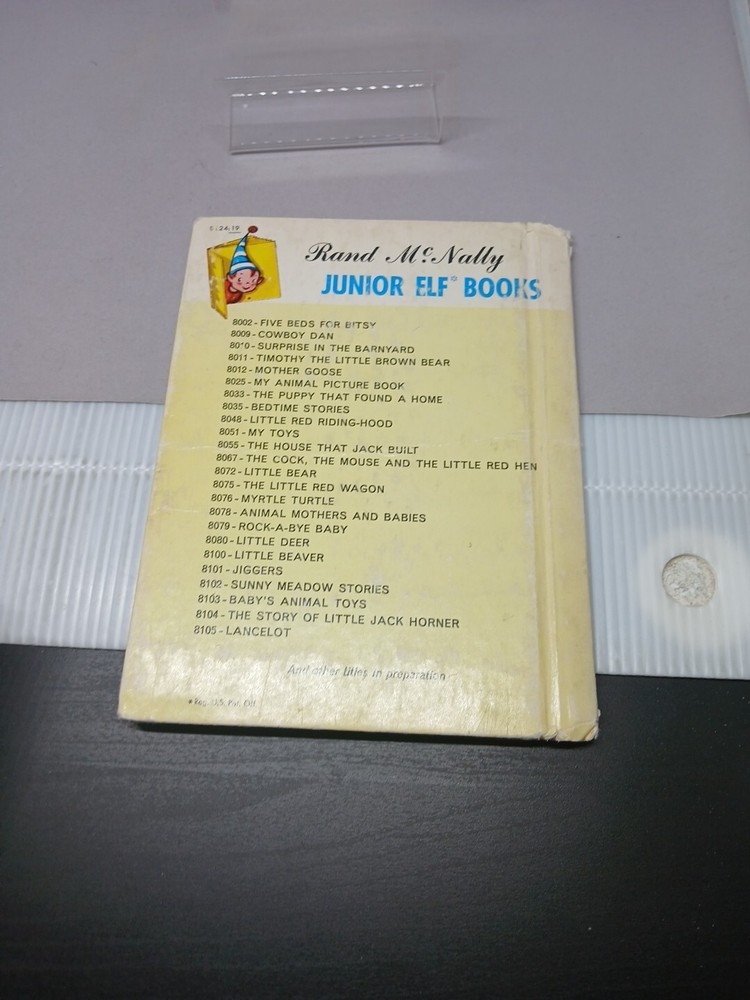 Rand McNally
JUNIOR ELF® BOOKS
8002 - FIVE BEDS FOR BITSY
8009 - COWBOY DAN
8010 - SURPRISE IN THE BARNYARD
8011 - TIMOTHY THE LITTLE BROWN BEAR
8012 - MOTHER GOOSE
8025 - MY ANIMAL PICTURE BOOK
8033 - THE PUPPY THAT FOUND A HOME
8035 - BEDTIME STORIES
8048 - LITTLE RED RIDING-HOOD
8051 - MY TOYS
8055 - THE HOUSE THAT JACK BUILT
8067 - THE COCK, THE MOUSE AND THE LITTLE RED HEN
8072 - LITTLE BEAR
8075 - THE LITTLE RED WAGON
8076 - MYRTLE TURTLE
8078 - ANIMAL MOTHERS AND BABIES
8079 - ROCK-A-BYE BABY
8080 - LITTLE DEER
8100 - LITTLE BEAVER
8101 - JIGGERS
8102 - SUNNY MEADOW STORIES
8103 - BABY'S ANIMAL TOYS
8104 - THE STORY OF LITTLE JACK HORNER
8105 - LANCELOT
And other titles in preparation
® Reg. U.S. Pat. Off.